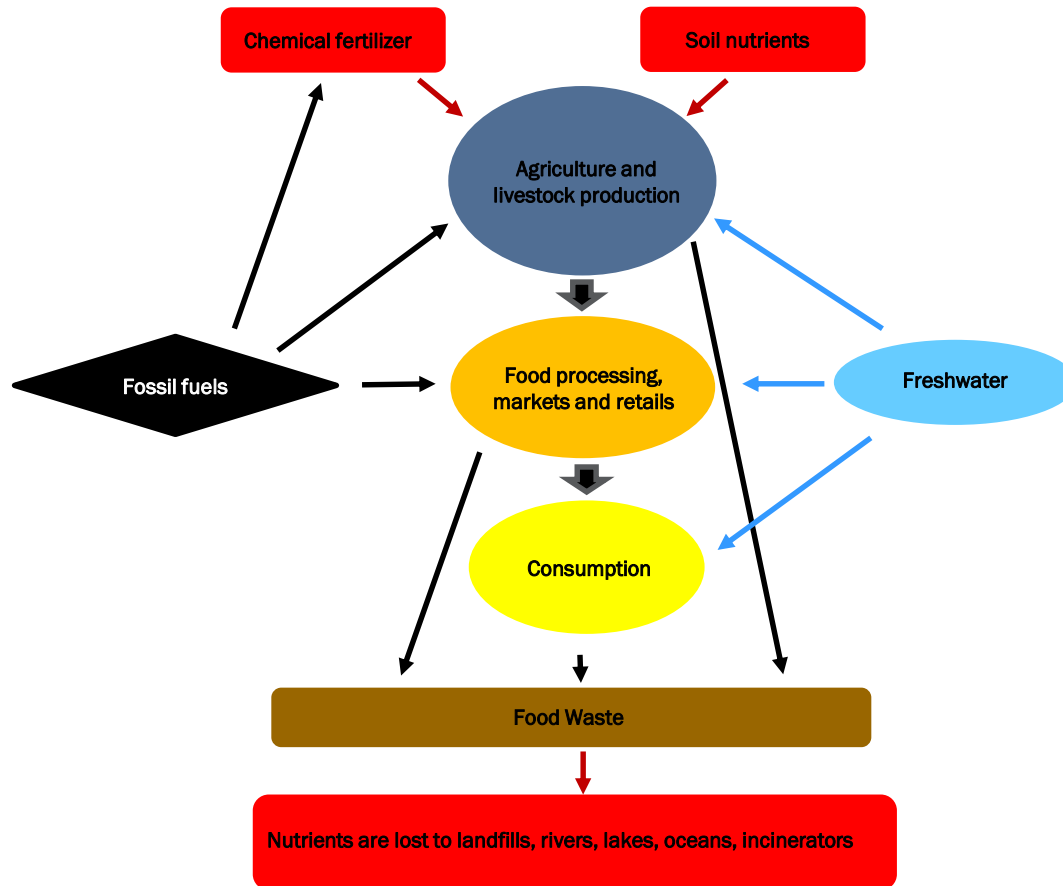 Chemical fertilizer
Soil nutrients
Agriculture and
livestock production
Fossil fuels
Food processing,
markets and retails
Freshwater
Consumption
Food Waste
Nutrients are lost to landfills, rivers, lakes, oceans, incinerators